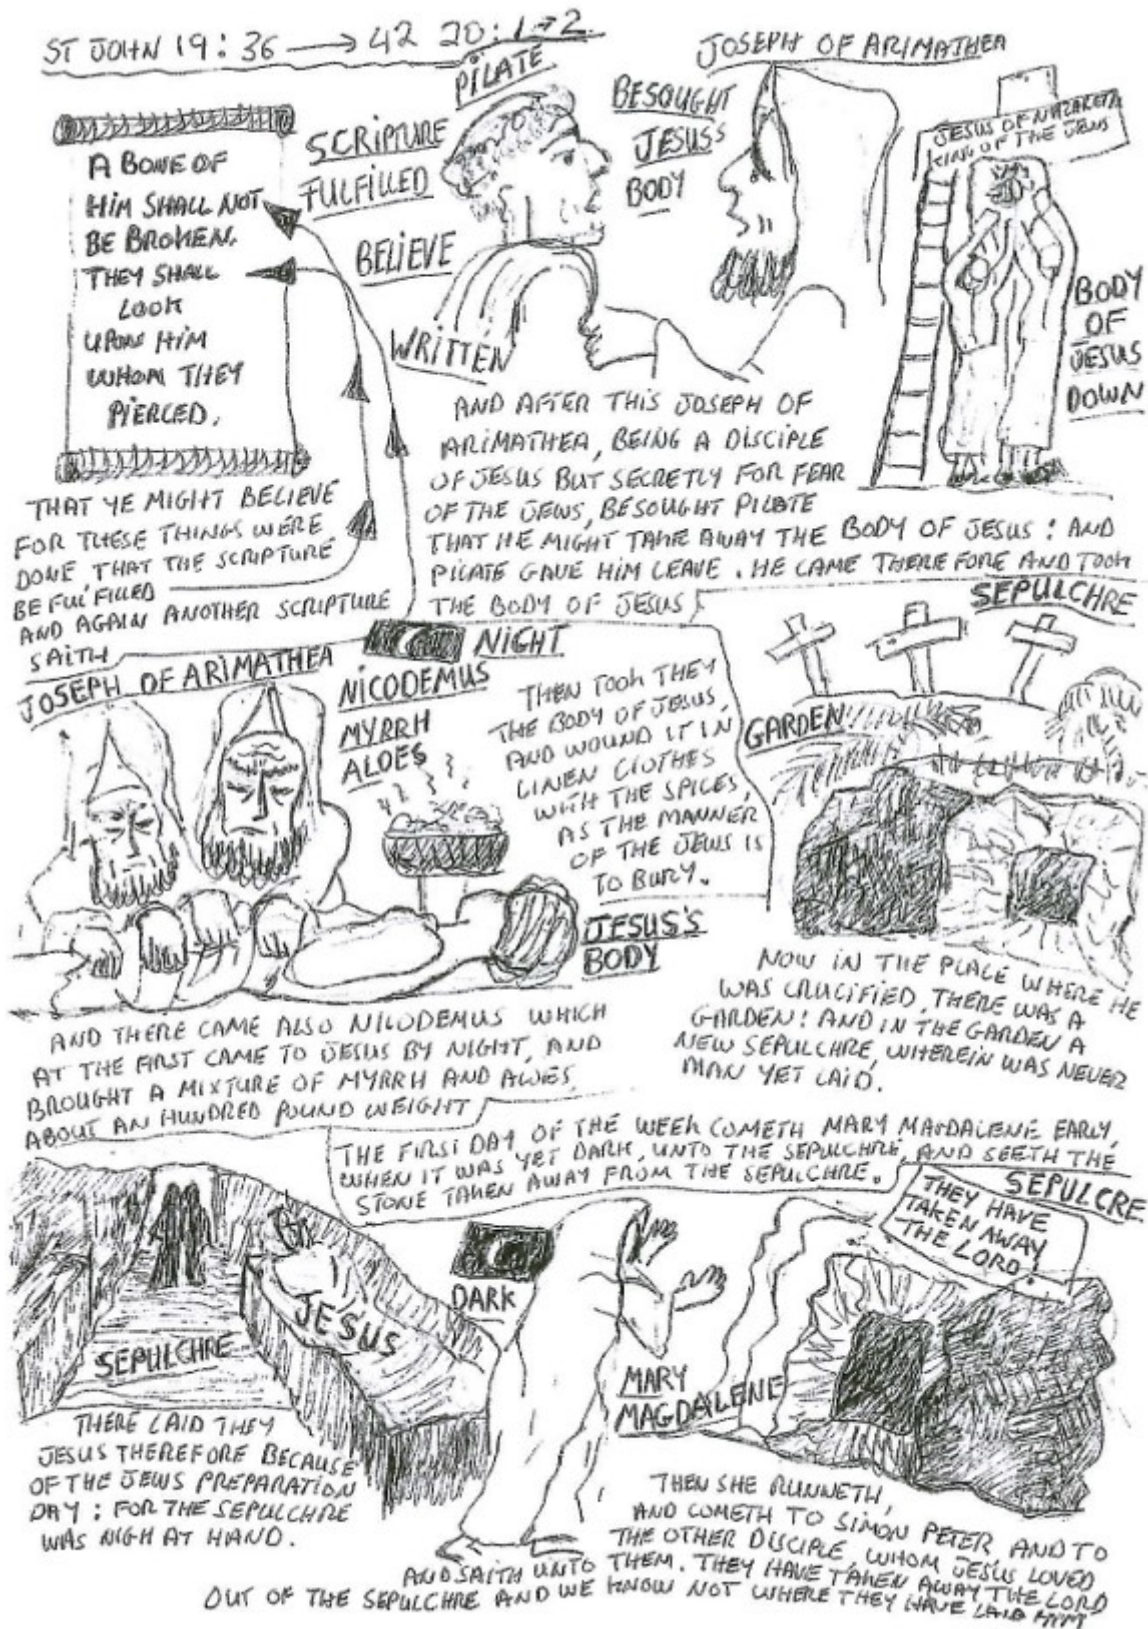 ST JOHN 19:36 → 42 20:1→2
PILATE
JOSEPH OF ARIMATHEA
A BONE OF
HIM SHALL NOT
BE BROKEN.
THEY SHALL
LOOK
UPON HIM
WHOM THEY
PIERCED.
SCRIPTURE
FULFILLED
BELIEVE
WRITTEN
BESOUGHT
JESUS'S
BODY
JESUS OF NAZARETH
KING OF THE JEWS
BODY
OF
JESUS
DOWN
THAT YE MIGHT BELIEVE
FOR THESE THINGS WERE
DONE, THAT THE SCRIPTURE
BE FULFILLED
AND AGAIN ANOTHER SCRIPTURE
SAITH
AND AFTER THIS JOSEPH OF
ARIMATHEA, BEING A DISCIPLE
OF JESUS BUT SECRETLY FOR FEAR
OF THE JEWS, BESOUGHT PILATE
THAT HE MIGHT TAKE AWAY THE BODY OF JESUS: AND
PILATE GAVE HIM LEAVE. HE CAME THERE FORE AND TOOK
THE BODY OF JESUS
JOSEPH OF ARIMATHEA
NIGHT
NICODEMUS
MYRRH
ALOES
THEN TOOK THEY
THE BODY OF JESUS,
AND WOUND IT IN
LINEN CLOTHES
WITH THE SPICES,
AS THE MANNER
OF THE JEWS IS
TO BURY.
JESUS'S
BODY
SEPULCHRE
GARDEN
AND THERE CAME ALSO NICODEMUS WHICH
AT THE FIRST CAME TO JESUS BY NIGHT, AND
BROUGHT A MIXTURE OF MYRRH AND ALOES
ABOUT AN HUNDRED POUND WEIGHT
NOW IN THE PLACE WHERE HE
WAS CRUCIFIED, THERE WAS A
GARDEN: AND IN THE GARDEN A
NEW SEPULCHRE, WHEREIN WAS NEVER
MAN YET LAID.
THE FIRST DAY OF THE WEEK COMETH MARY MAGDALENE EARLY,
WHEN IT WAS YET DARK, UNTO THE SEPULCHRE, AND SEETH THE
STONE TAKEN AWAY FROM THE SEPULCHRE.
SEPULCHRE
JESUS
THERE LAID THEY
JESUS THEREFORE BECAUSE
OF THE JEWS PREPARATION
DAY: FOR THE SEPULCHRE
WAS NIGH AT HAND.
DARK
MARY
MAGDALENE
SEPULCRE
THEY HAVE
TAKEN AWAY
THE LORD
THEN SHE RUNNETH,
AND COMETH TO SIMON PETER AND TO
THE OTHER DISCIPLE, WHOM JESUS LOVED
AND SAITH UNTO THEM. THEY HAVE TAKEN AWAY THE LORD
OUT OF THE SEPULCHRE AND WE KNOW NOT WHERE THEY HAVE LAID HIM